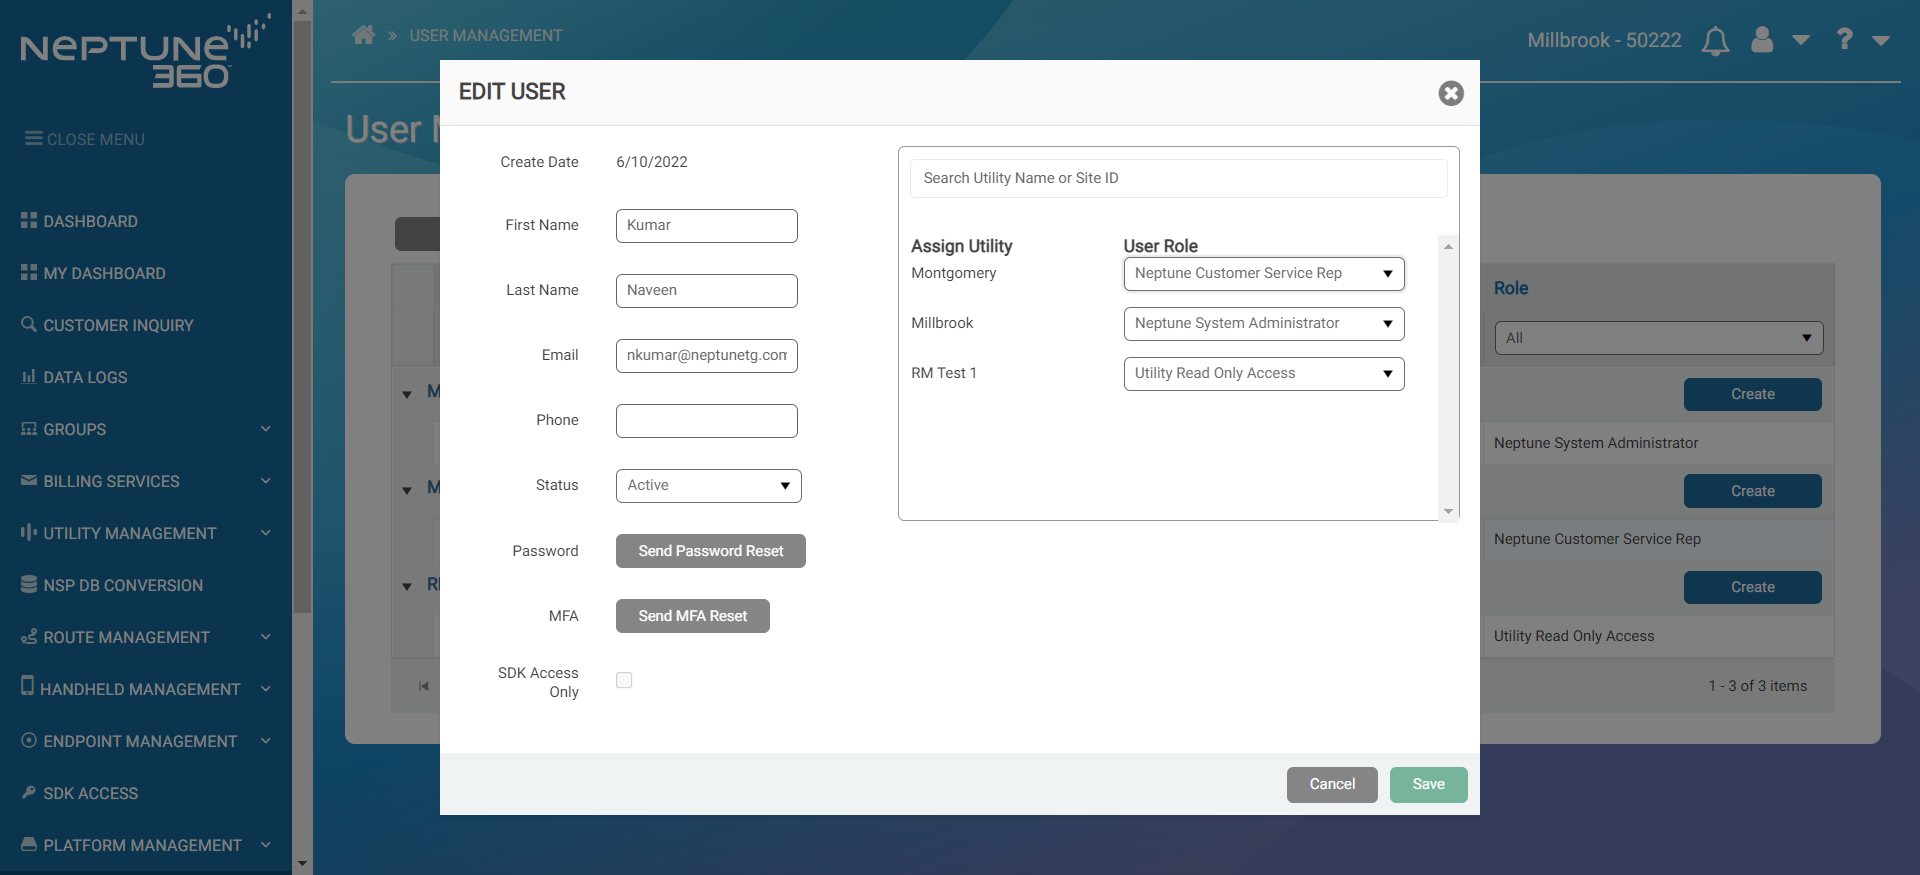 NEPTUNE
360
CLOSE MENU
DASHBOARD
MY DASHBOARD
CUSTOMER INQUIRY
DATA LOGS
GROUPS
BILLING SERVICES
UTILITY MANAGEMENT
NSP DB CONVERSION
ROUTE MANAGEMENT
HANDHELD MANAGEMENT
ENDPOINT MANAGEMENT
SDK ACCESS
PLATFORM MANAGEMENT
» USER MANAGEMENT
Millbrook - 50222
?
User
EDIT USER
Create Date 6/10/2022
First Name Kumar
Last Name Naveen
Email nkumar@neptunetg.com
Phone
Status Active
Password Send Password Reset
MFA Send MFA Reset
SDK Access
Only
Search Utility Name or Site ID
Assign Utility User Role
Montgomery Neptune Customer Service Rep
Millbrook Neptune System Administrator
RM Test 1 Utility Read Only Access
Cancel Save
Role
All
M
Create
Neptune System Administrator
M
Create
Neptune Customer Service Rep
Create
Utility Read Only Access
1 - 3 of 3 items